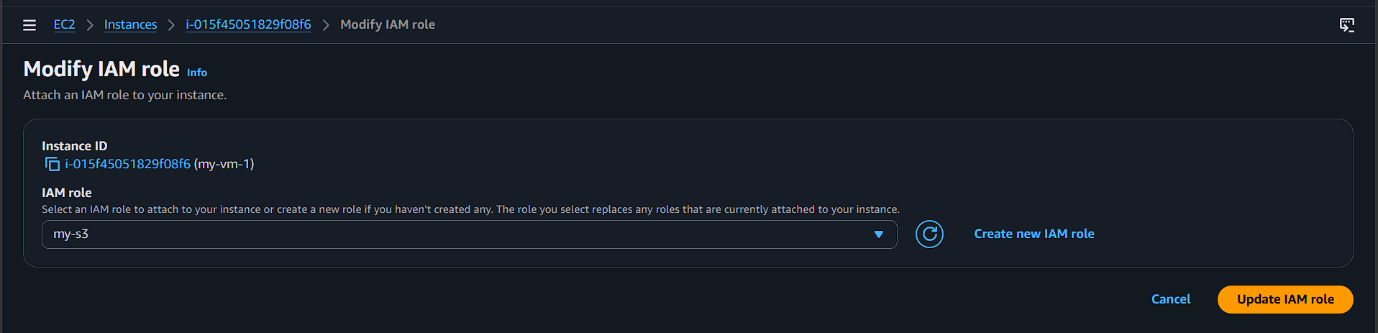 EC2 > Instances > i-015f45051829f08f6 > Modify IAM role
Modify IAM role Info
Attach an IAM role to your instance.
Instance ID
i-015f45051829f08f6 (my-vm-1)
IAM role
Select an IAM role to attach to your instance or create a new role if you haven't created any. The role you select replaces any roles that are currently attached to your instance.
my-s3
Create new IAM role
Cancel
Update IAM role